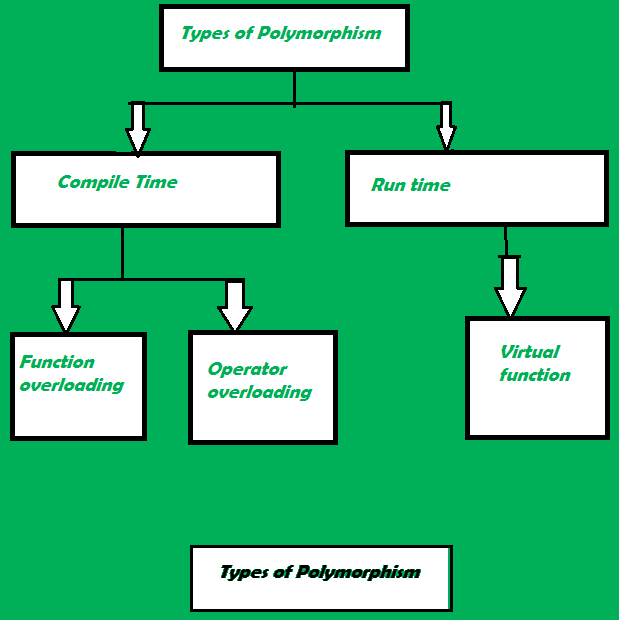 Types of Polymorphism
Compile Time
Run time
Function
overloading
Operator
overloading
Virtual
function
Types of Polymorphism